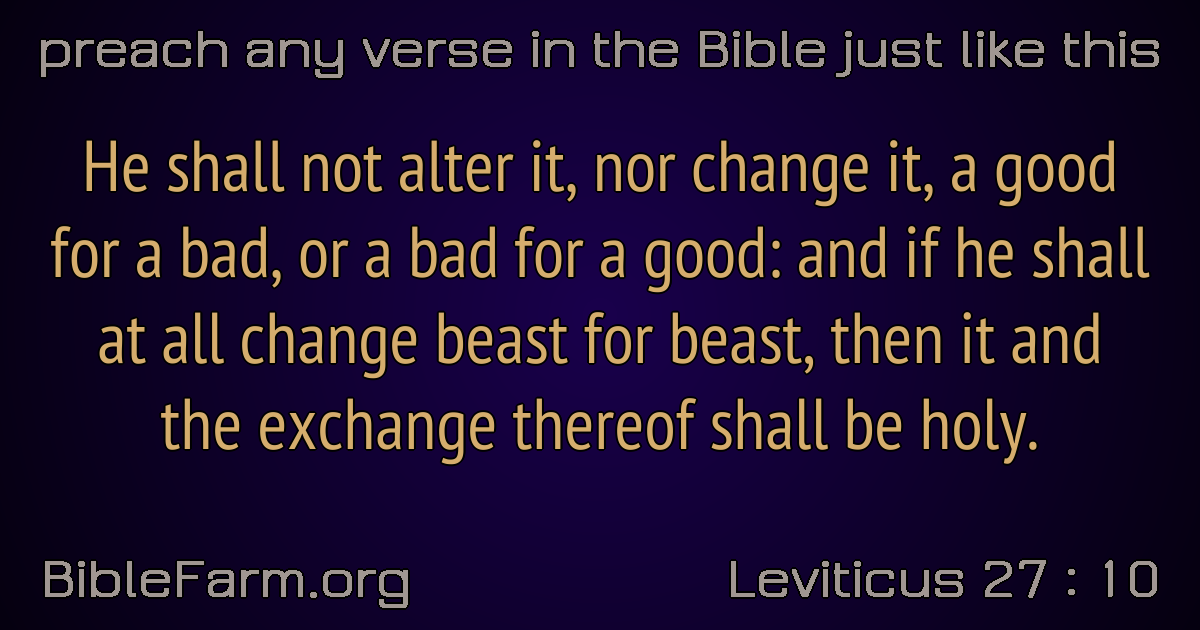 preach any verse in the Bible just like this
He shall not alter it, nor change it, a good
for a bad, or a bad for a good: and if he shall
at all change beast for beast, then it and
the exchange thereof shall be holy.
BibleFarm.org
Leviticus 27 : 10